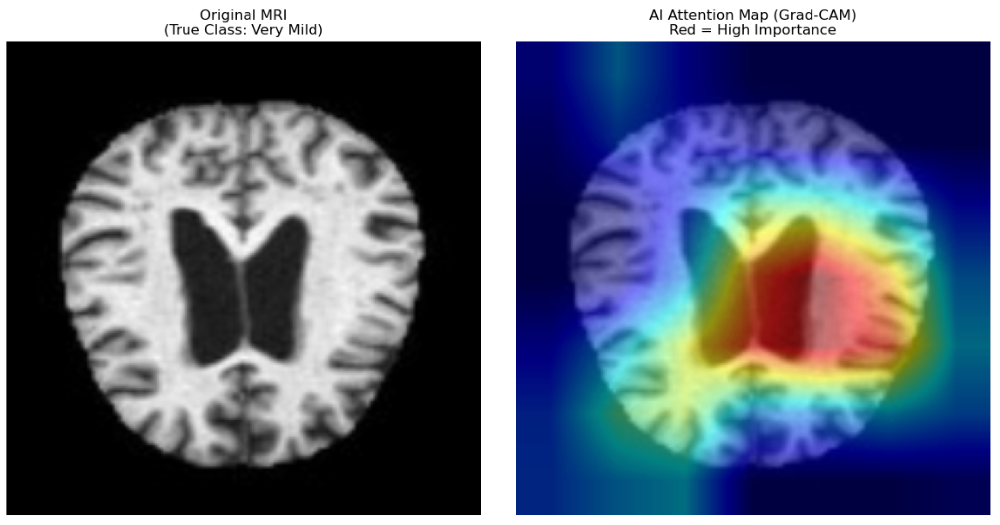 Original MRI
(True Class: Very Mild)
AI Attention Map (Grad-CAM)
Red = High Importance